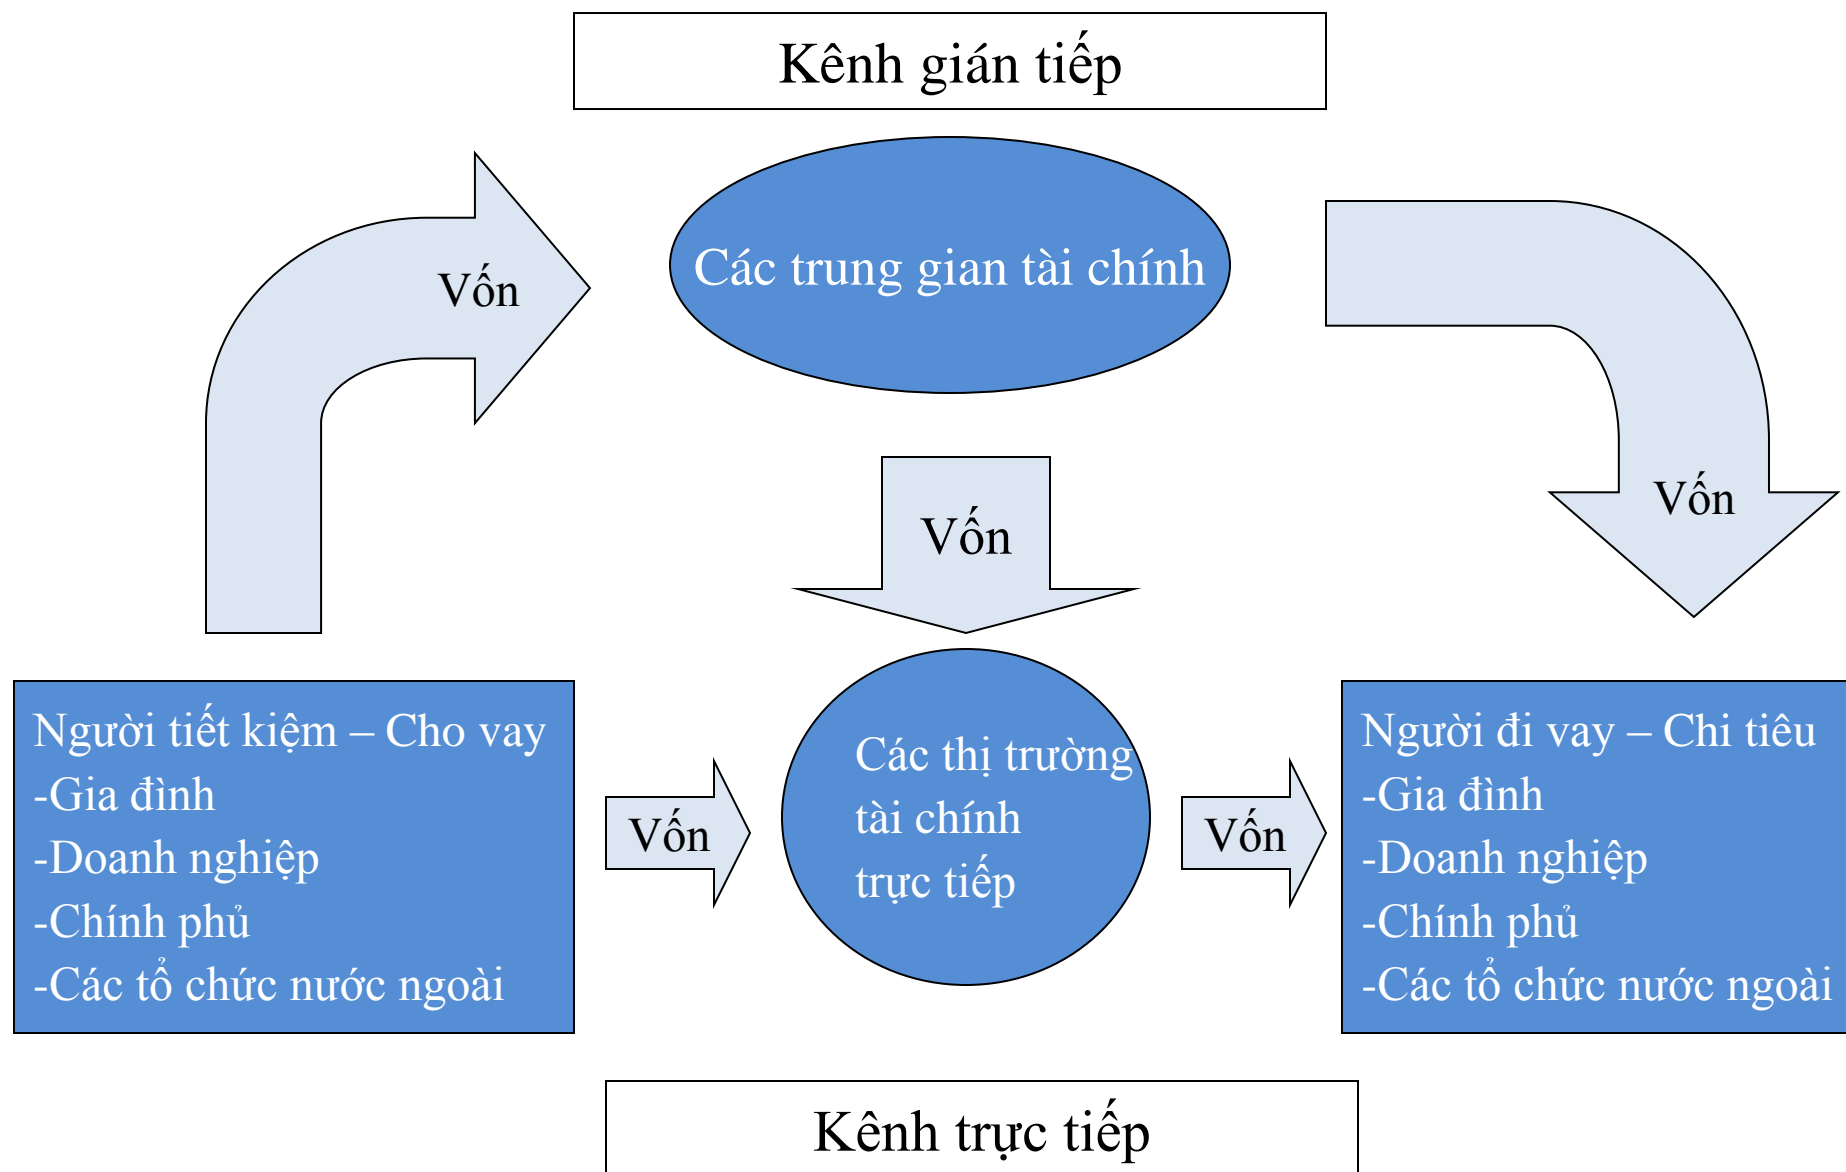 Kênh gián tiếp
Các trung gian tài chính
Vốn
Vốn
Vốn
Người tiết kiệm – Cho vay
-Gia đình
-Doanh nghiệp
-Chính phủ
-Các tổ chức nước ngoài
Vốn
Các thị trường
tài chính
trực tiếp
Vốn
Người đi vay – Chi tiêu
-Gia đình
-Doanh nghiệp
-Chính phủ
-Các tổ chức nước ngoài
Kênh trực tiếp